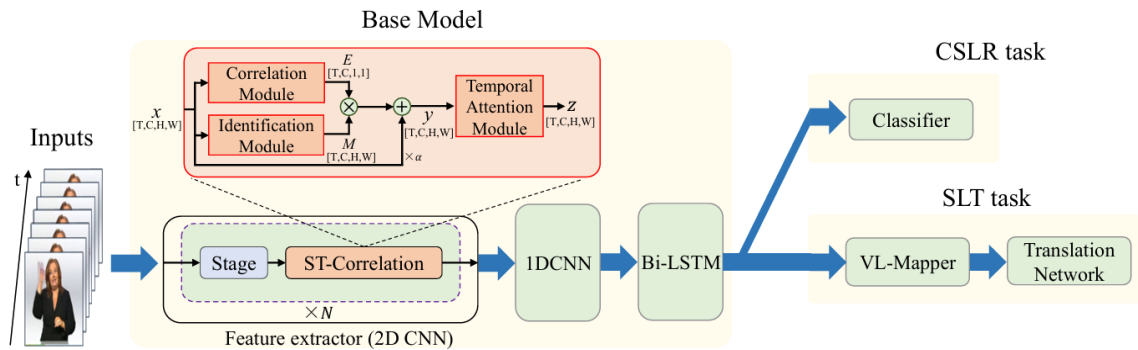 Base Model
CSLR task
Correlation
Module
E
[T,C,1,1]
×
+
x
[T,C,H,W]
Identification
Module
M
[T,C,H,W]
×α
y
[T,C,H,W]
Temporal
Attention
Module
z
[T,C,H,W]
Classifier
Inputs
t
SLT task
Stage
ST-Correlation
×N
Feature extractor (2D CNN)
1DCNN
Bi-LSTM
VL-Mapper
Translation
Network